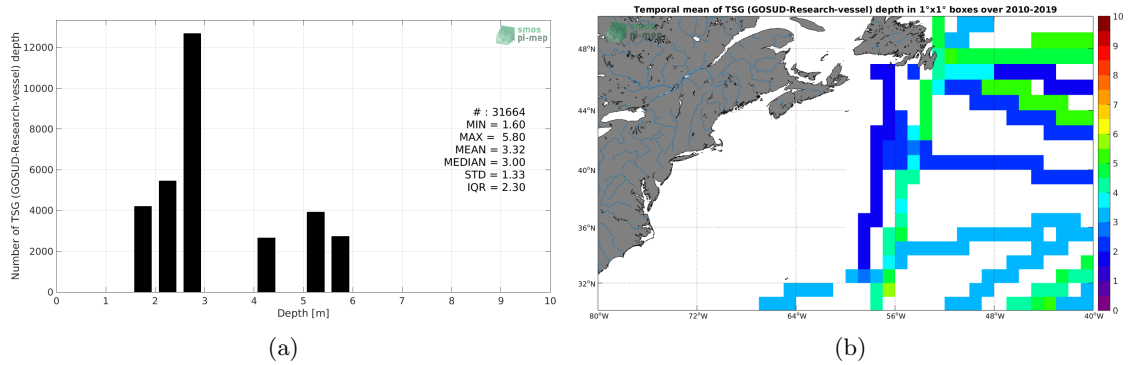 smos
pi-mep
Number of TSG (GOSUD-Research-vessel) depth
12000
10000
8000
6000
4000
2000
0
# : 31664
MIN = 1.60
MAX = 5.80
MEAN = 3.32
MEDIAN = 3.00
STD = 1.33
IQR = 2.30
0 1 2 3 4 5 6 7 8 9 10
Depth [m]
(a)
Temporal mean of TSG (GOSUD-Research-vessel) depth in 1°x1° boxes over 2010-2019
smos
pi-mep
48°N
44°N
40°N
36°N
32°N
80°W 72°W 64°W 56°W 48°W 40°W
10
9
8
7
6
5
4
3
2
1
0
(b)